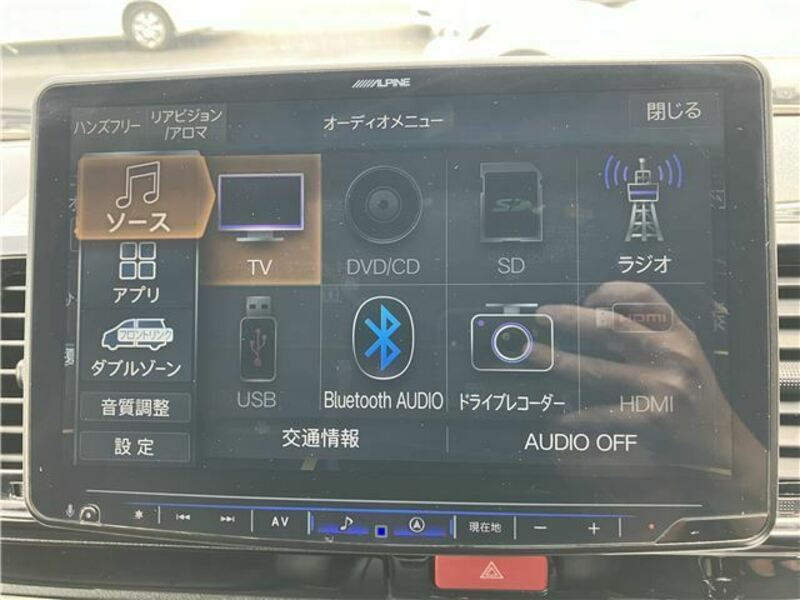 ALPINE
ハンズフリー
リアビジョン
/アロマ
オーディオメニュー
閉じる
ソース
アプリ
フロントリンク
ダブルゾーン
音質調整
設定
TV
DVD/CD
SD
SD
ラジオ
USB
Bluetooth AUDIO
ドライブレコーダー
HDMI
HDMI
交通情報
AUDIO OFF
AV
現在地